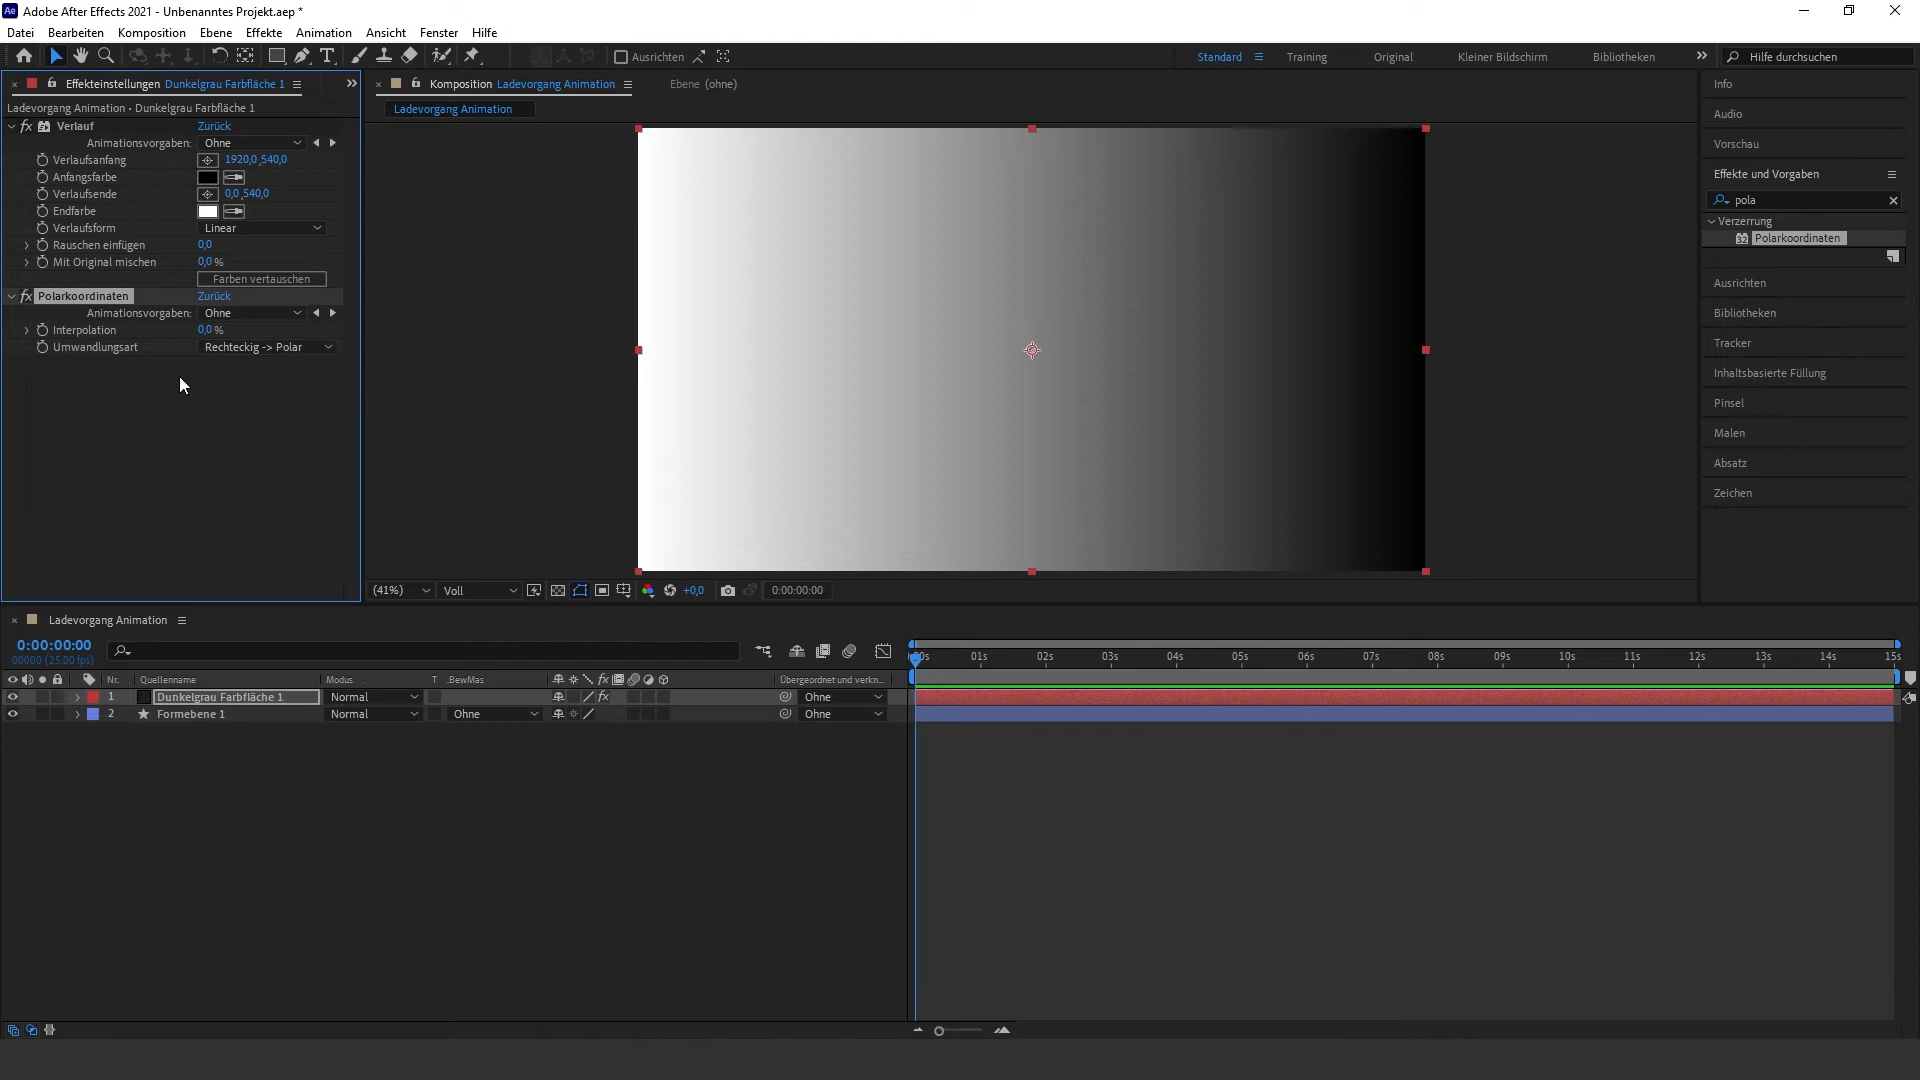 Adobe After Effects 2021 - Unbenanntes Projekt.aep *
Datei Bearbeiten Komposition Ebene Effekte Animation Ansicht Fenster Hilfe
Ausrichten Standard Training Original Kleiner Bildschirm Bibliotheken Hilfe durchsuchen
Effekteinstellungen Dunkelgrau Farbfläche 1
Ladevorgang Animation • Dunkelgrau Farbfläche 1
fx Verlauf Zurück
Animationsvorgaben: Ohne
Verlaufsanfang 1920,0 ,540,0
Anfangsfarbe
Verlaufsende 0,0 ,540,0
Endfarbe
Verlaufsform Linear
Rauschen einfügen 0,0
Mit Original mischen 0,0 %
Farben vertauschen
fx Polarkoordinaten Zurück
Animationsvorgaben: Ohne
Interpolation 0,0 %
Umwandlungsart Rechteckig -> Polar
Komposition Ladevorgang Animation Ebene (ohne)
Ladevorgang Animation
(41%) Voll +0,0 0:00:00:00
Info
Audio
Vorschau
Effekte und Vorgaben
pola
Verzerrung
32 Polarkoordinaten
Ausrichten
Bibliotheken
Tracker
Inhaltsbasierte Füllung
Pinsel
Malen
Absatz
Zeichen
Ladevorgang Animation
0:00:00:00
00000 (25.00 fps)
Nr. Quellenname Modus T .BewMas fx Übergeordnet und verkn...
1 Dunkelgrau Farbfläche 1 Normal fx Ohne
2 Formebene 1 Normal Ohne Ohne
01s 02s 03s 04s 05s 06s 07s 08s 09s 10s 11s 12s 13s 14s 15s